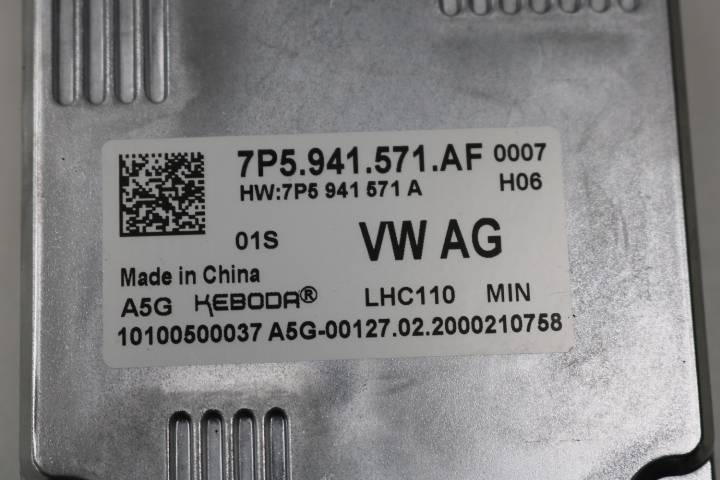 7P5.941.571.AF 0007
HW:7P5 941 571 A H06
01S VW AG
Made in China
A5G KEBODA® LHC110 MIN
10100500037 A5G-00127.02.2000210758